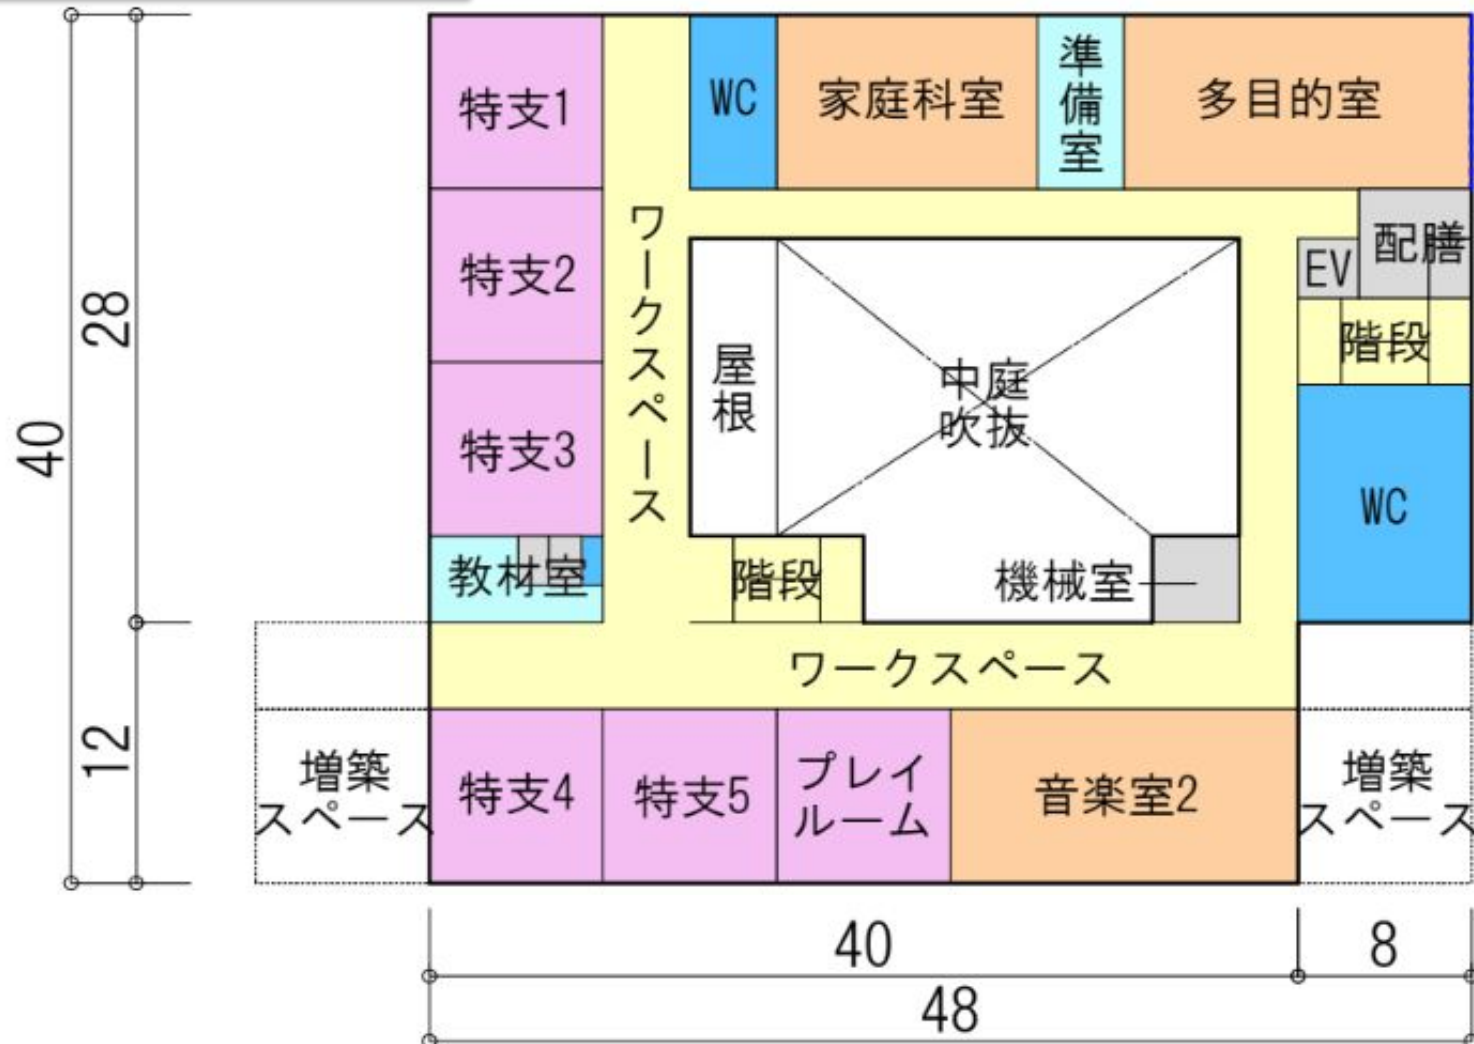 特支1
WC
家庭科室
準備室
多目的室
ワークスペース
特支2
配膳
EV
28
階段
屋根
中庭
吹抜
40
特支3
WC
教材室
階段
機械室
ワークスペース
12
増築
スペース
特支4
特支5
プレイ
ルーム
音楽室2
増築
スペース
40
8
48